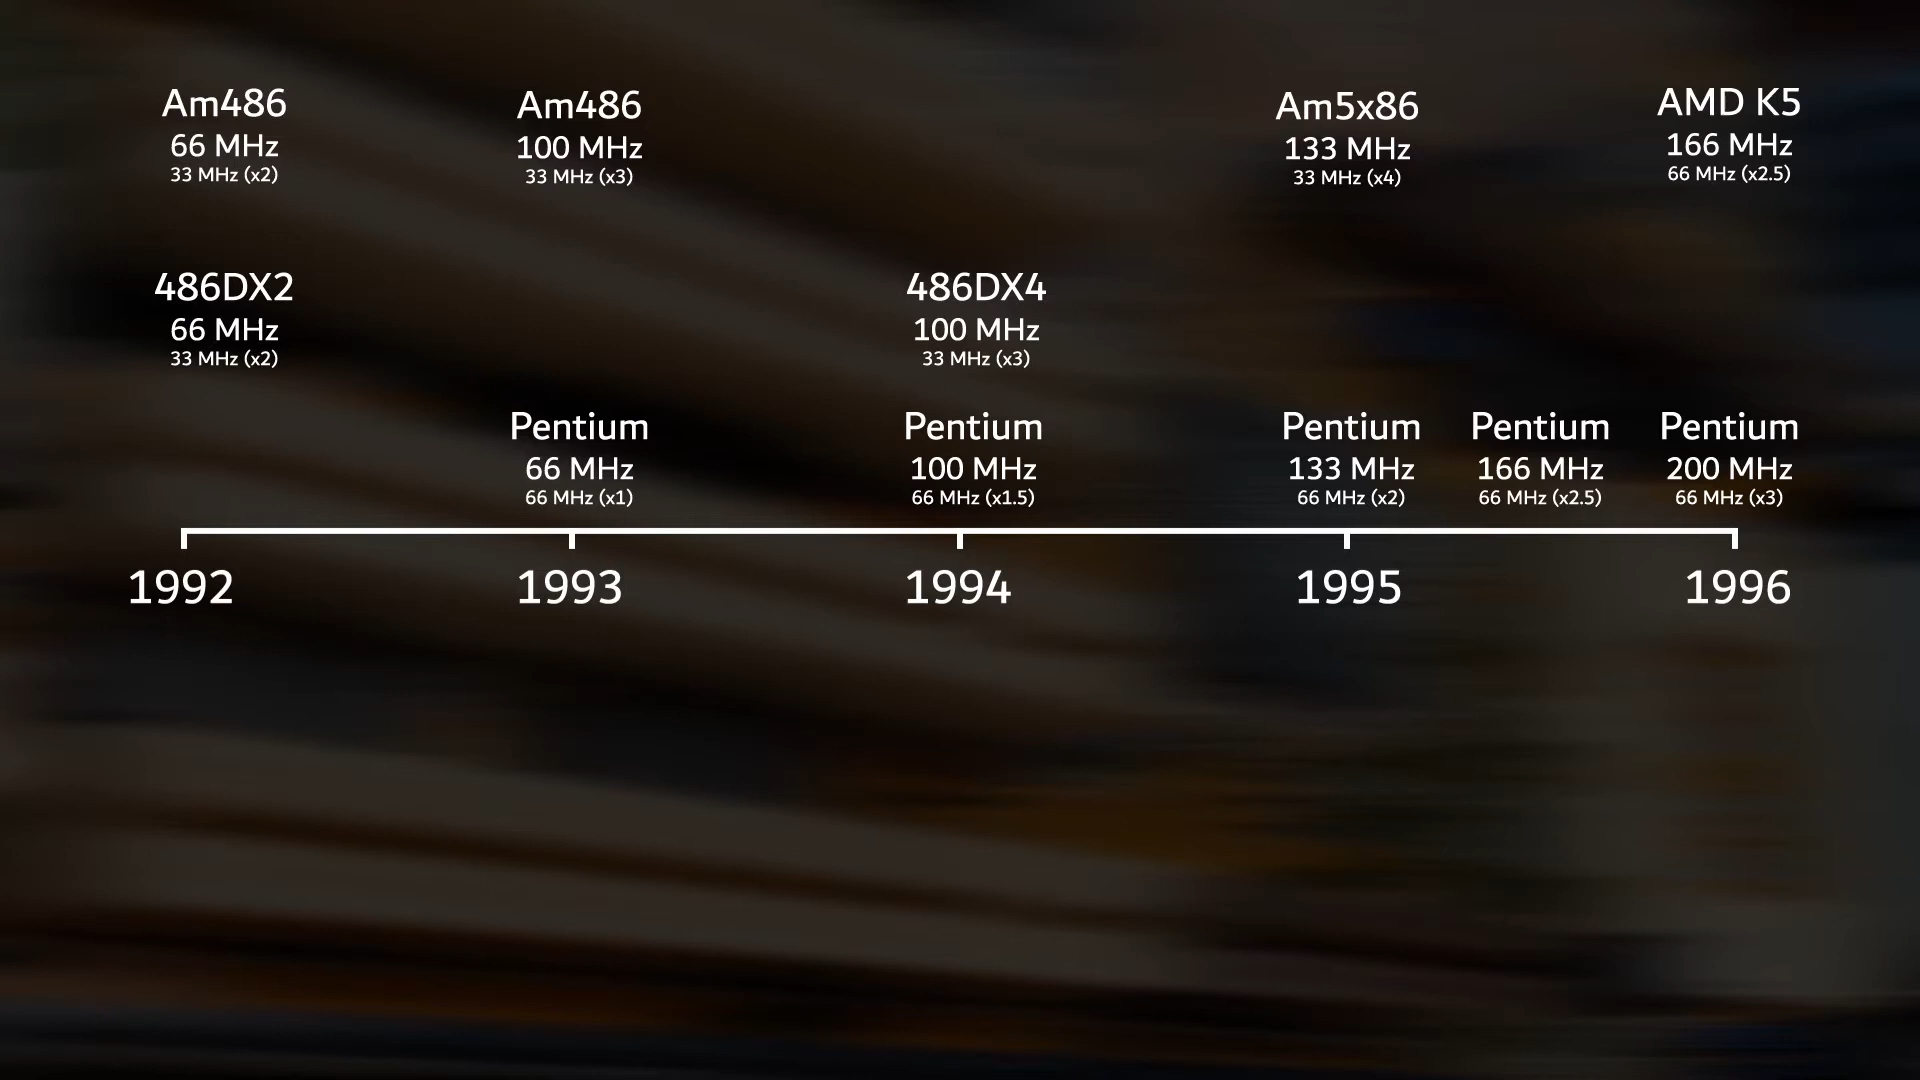 Am486
66 MHz
33 MHz (x2)
Am486
100 MHz
33 MHz (x3)
Am5x86
133 MHz
33 MHz (x4)
AMD K5
166 MHz
66 MHz (x2.5)
486DX2
66 MHz
33 MHz (x2)
486DX4
100 MHz
33 MHz (x3)
Pentium
66 MHz
66 MHz (x1)
Pentium
100 MHz
66 MHz (x1.5)
Pentium
133 MHz
66 MHz (x2)
Pentium
166 MHz
66 MHz (x2.5)
Pentium
200 MHz
66 MHz (x3)
1992
1993
1994
1995
1996